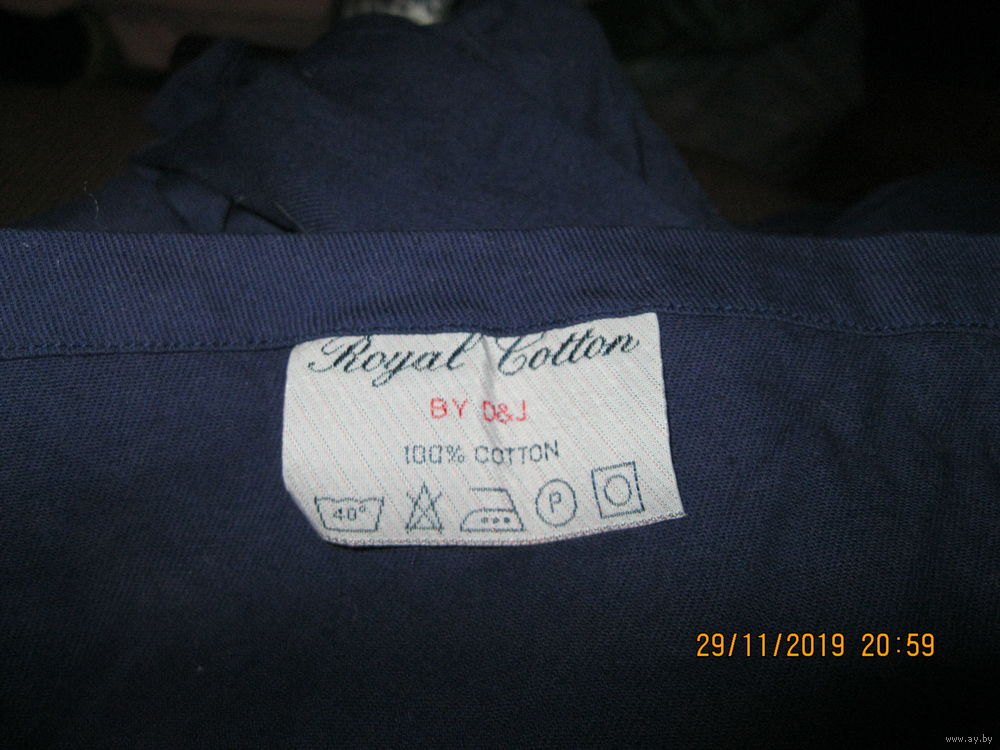 Royal Cotton
BY D&J
100% COTTON
40° P
29/11/2019 20:59
www.ay.by